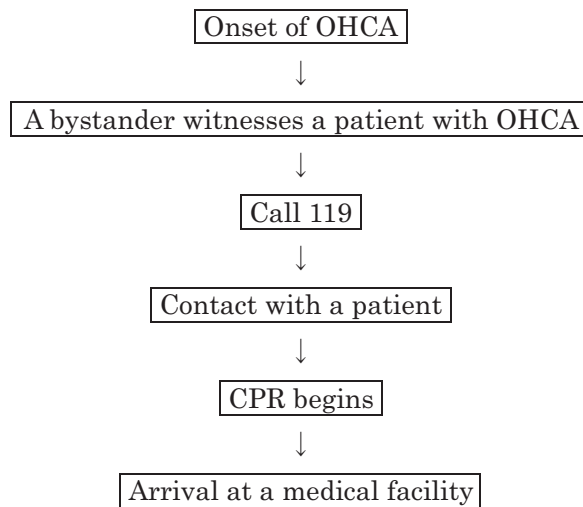 Onset of OHCA
↓
A bystander witnesses a patient with OHCA
↓
Call 119
↓
Contact with a patient
↓
CPR begins
↓
Arrival at a medical facility